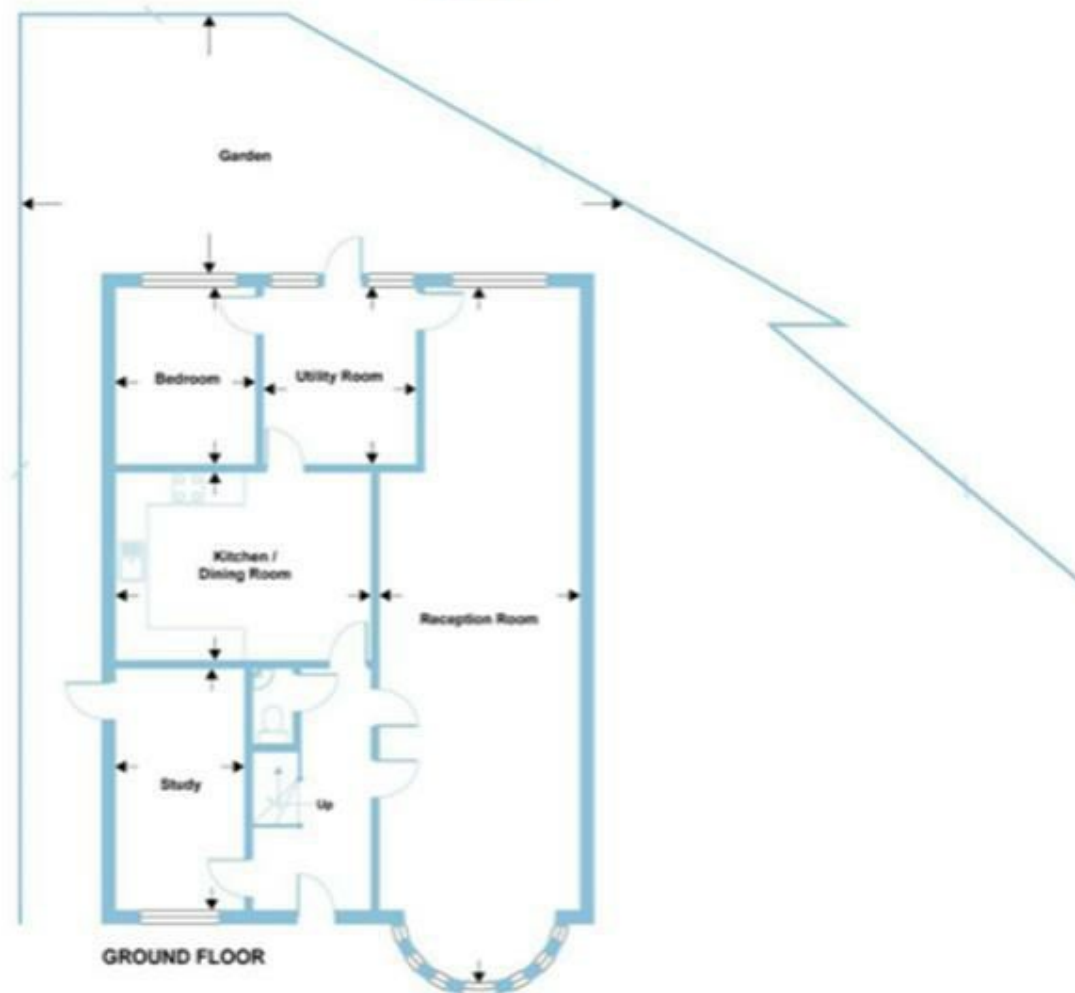 Garden
Bedroom
Utility Room
Kitchen /
Dining Room
Reception Room
Study
Up
GROUND FLOOR